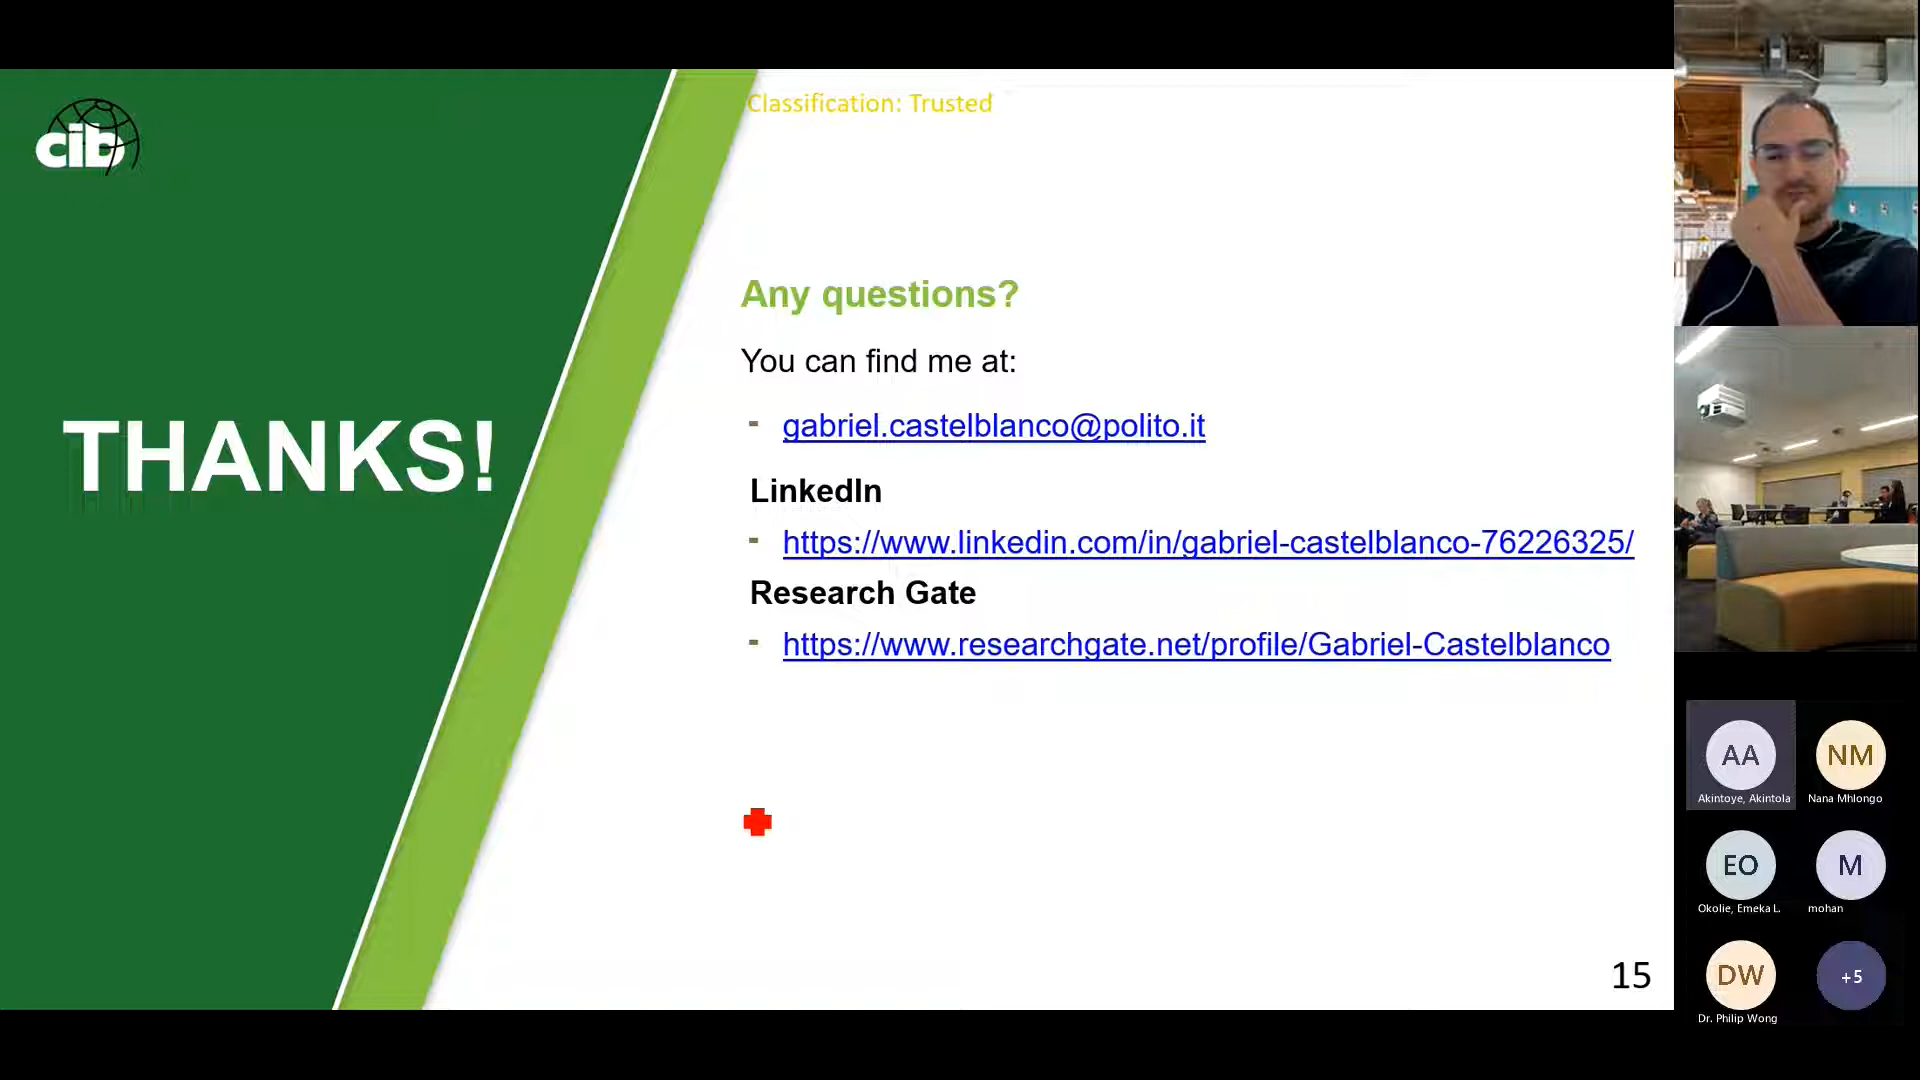 cib
Classification: Trusted
THANKS!
Any questions?
You can find me at:
- gabriel.castelblanco@polito.it
LinkedIn
- https://www.linkedin.com/in/gabriel-castelblanco-76226325/
Research Gate
- https://www.researchgate.net/profile/Gabriel-Castelblanco
15
AA
Akintoye, Akintola
NM
Nana Mhlongo
EO
Okolie, Emeka L.
M
mohan
DW
Dr. Philip Wong
+5